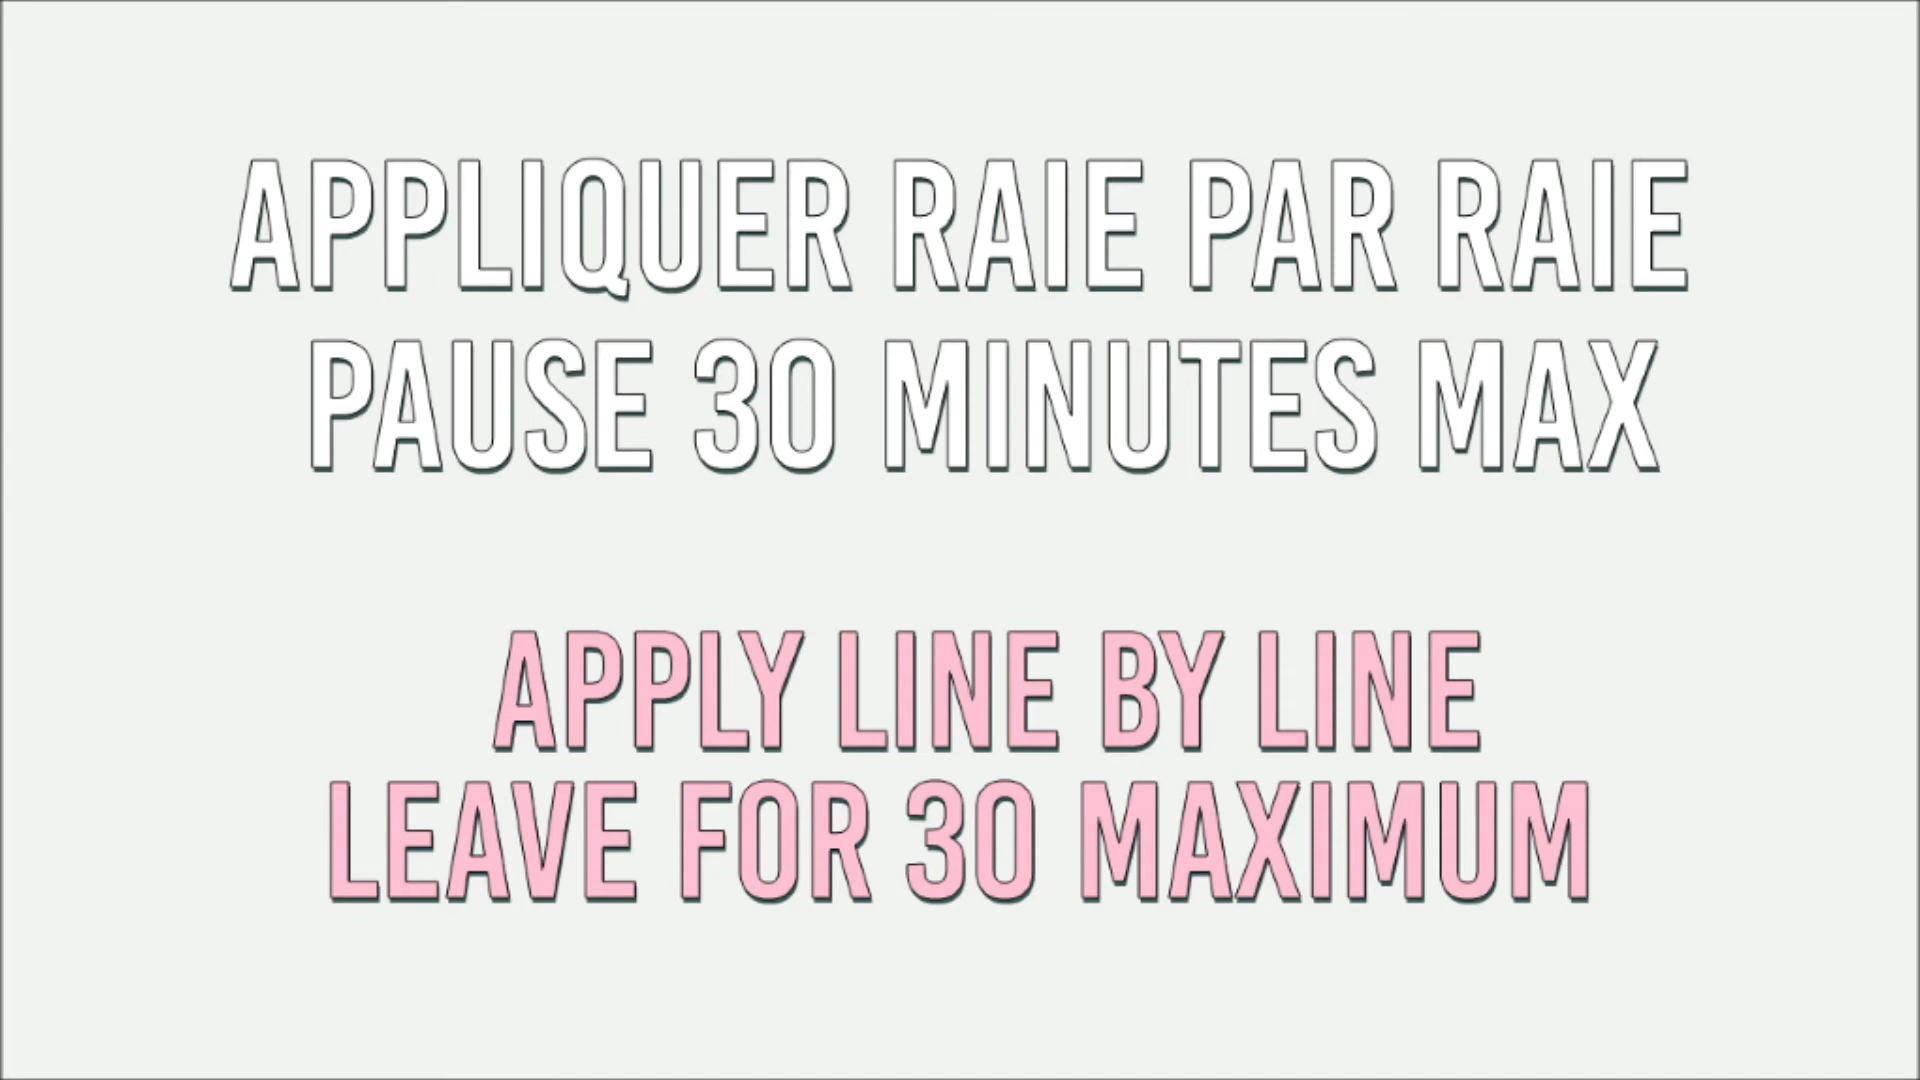 APPLIQUER RAIE PAR RAIE
PAUSE 30 MINUTES MAX
APPLY LINE BY LINE
LEAVE FOR 30 MAXIMUM